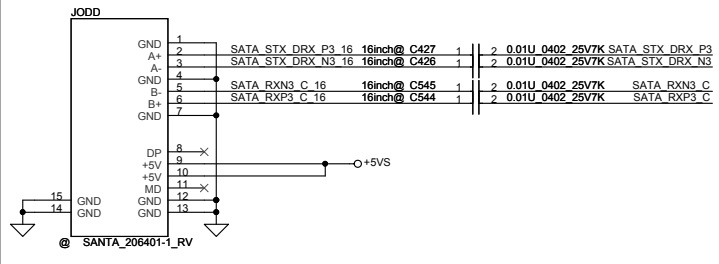 JODD
GND 1
A+ 2 SATA_STX_DRX_P3_16 16inch@ C427 1 2 0.01U_0402_25V7K SATA_STX_DRX_P3
A- 3 SATA_STX_DRX_N3_16 16inch@ C426 1 2 0.01U_0402_25V7K SATA_STX_DRX_N3
GND 4
B- 5 SATA_RXN3_C_16 16inch@ C545 1 2 0.01U_0402_25V7K SATA_RXN3_C
B+ 6 SATA_RXP3_C_16 16inch@ C544 1 2 0.01U_0402_25V7K SATA_RXP3_C
GND 7
DP 8
+5V 9 +5VS
+5V 10
MD 11
15 GND GND 12
14 GND GND 13
@ SANTA_206401-1_RV